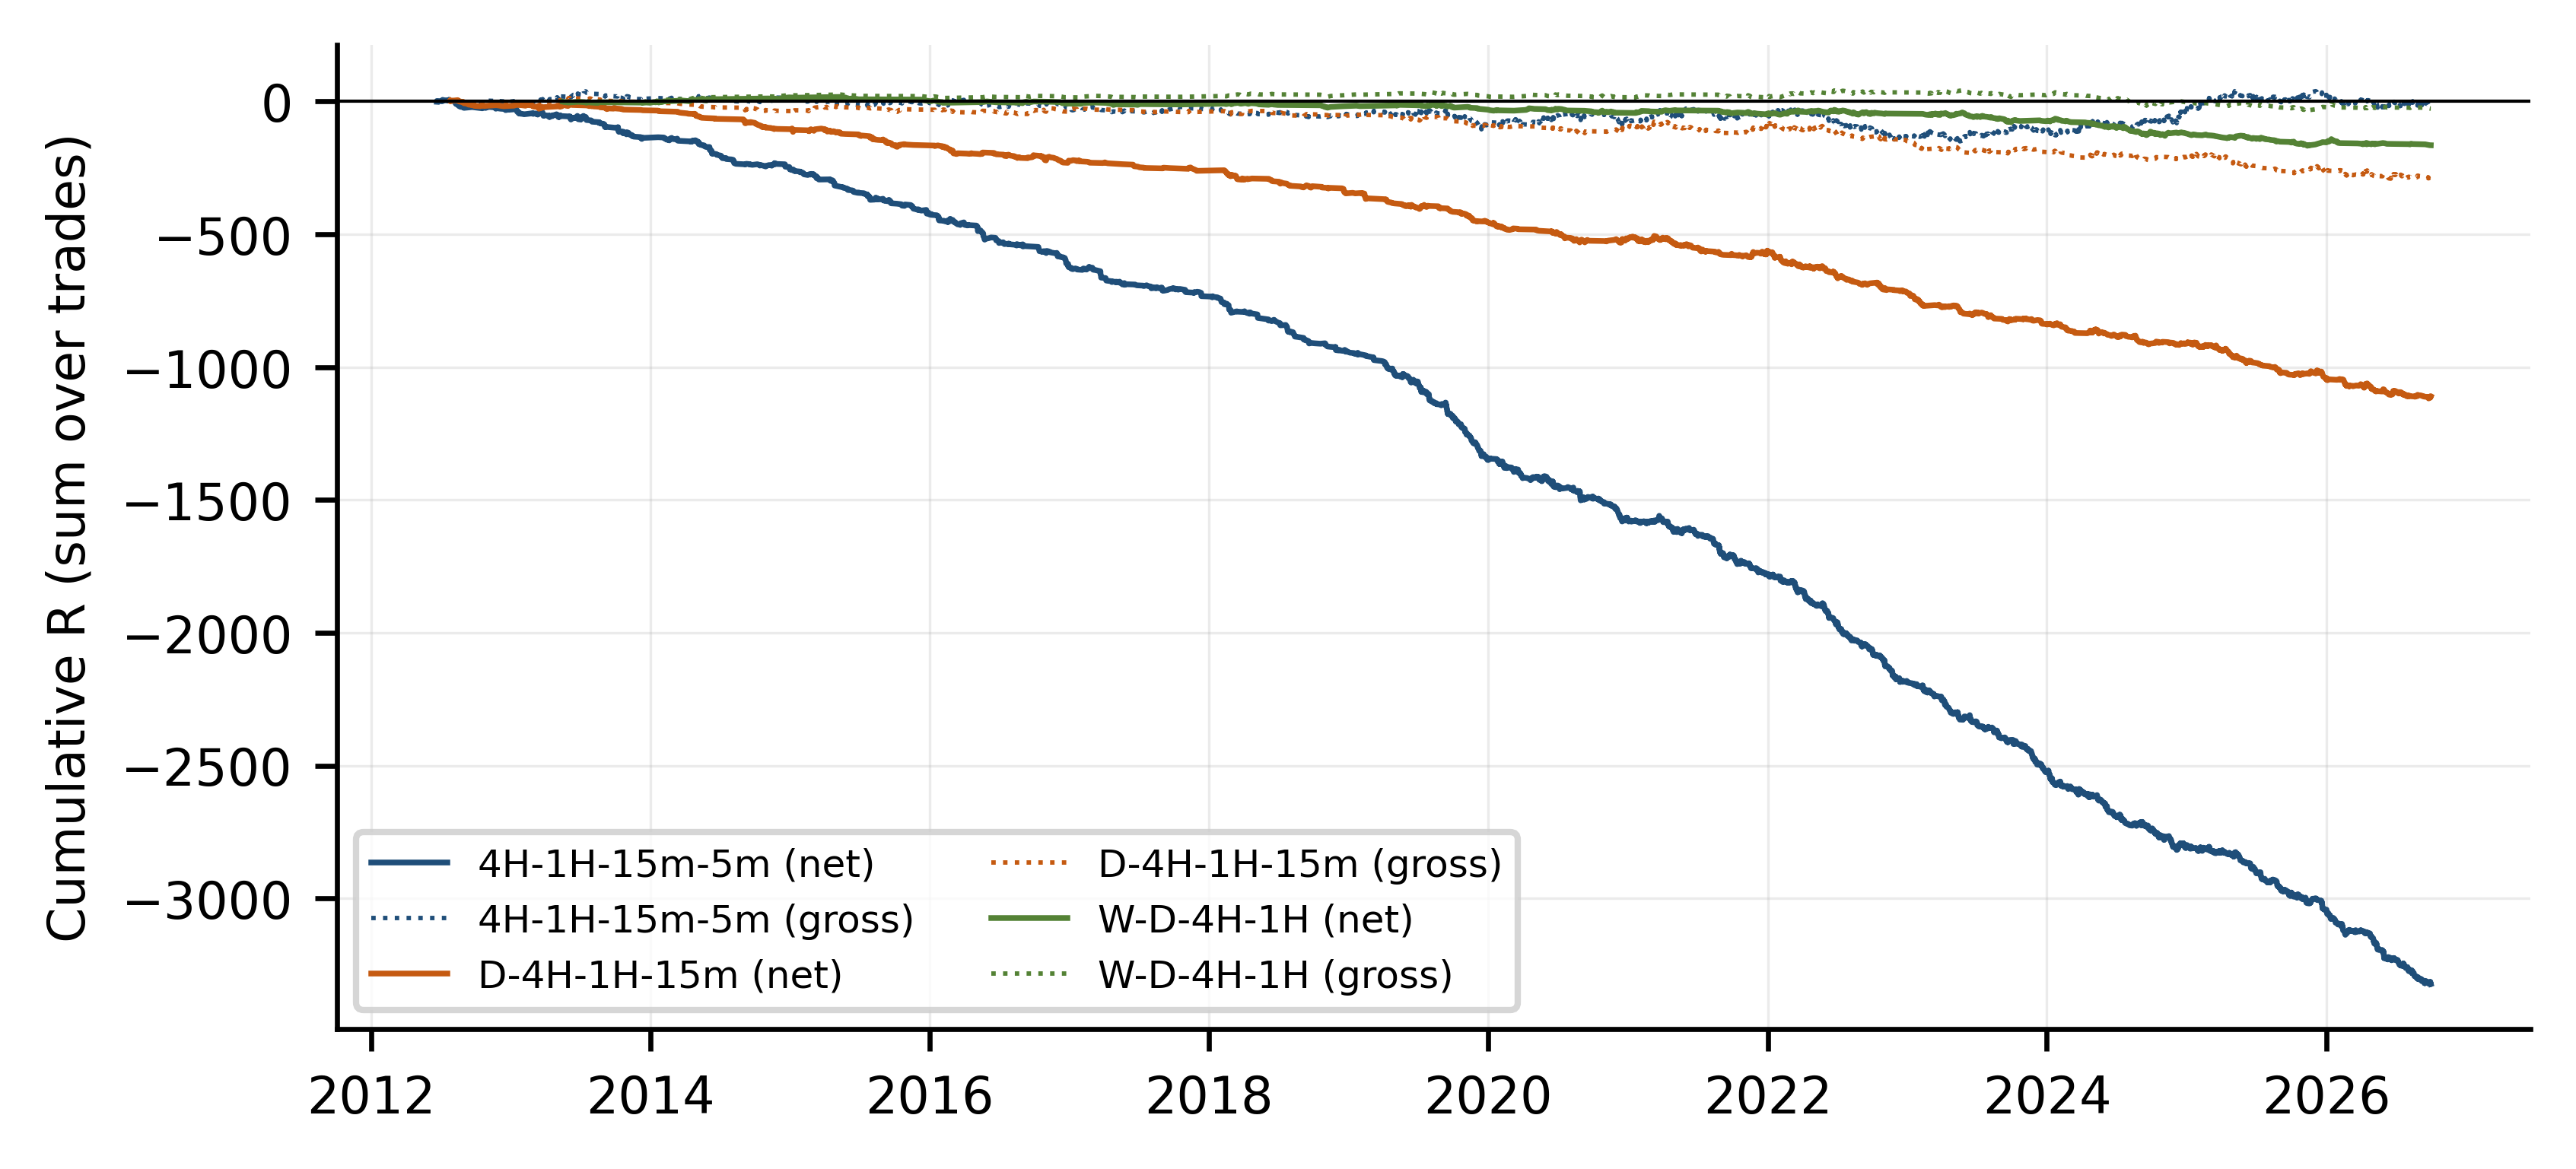 Cumulative R (sum over trades)
0
−500
−1000
−1500
−2000
−2500
−3000
4H-1H-15m-5m (net)
4H-1H-15m-5m (gross)
D-4H-1H-15m (net)
D-4H-1H-15m (gross)
W-D-4H-1H (net)
W-D-4H-1H (gross)
2012 2014 2016 2018 2020 2022 2024 2026